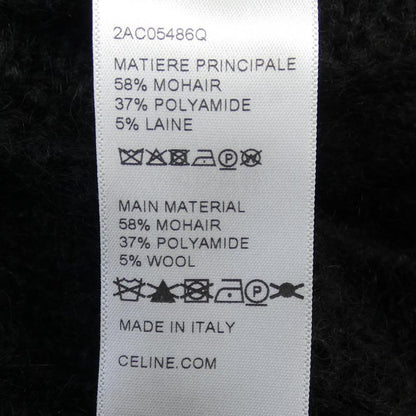 2AC05486Q
MATIERE PRINCIPALE
58% MOHAIR
37% POLYAMIDE
5% LAINE
P W
MAIN MATERIAL
58% MOHAIR
37% POLYAMIDE
5% WOOL
P
MADE IN ITALY
CELINE.COM